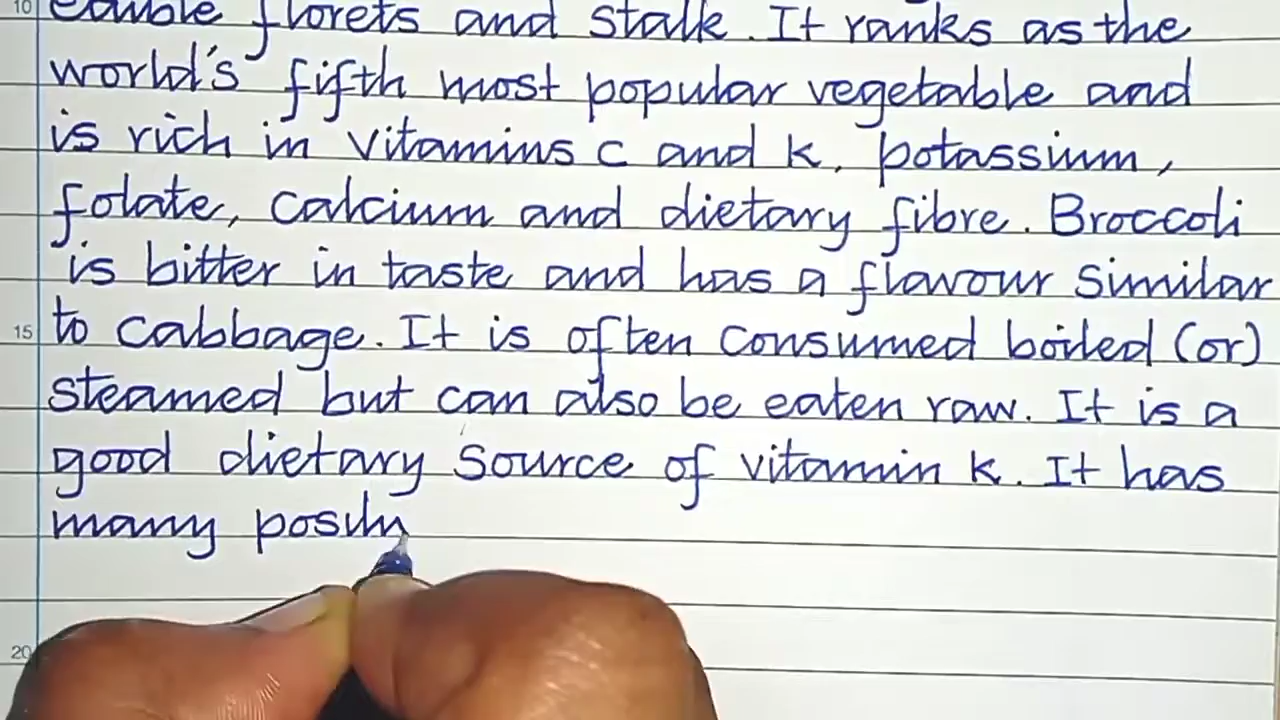 10 edible florets and stalk. It ranks as the
world's fifth most popular vegetable and
is rich in vitamins C and K, potassium,
folate, calcium and dietary fibre. Broccoli
is bitter in taste and has a flavour similar
15 to cabbage. It is often consumed boiled (or)
steamed but can also be eaten raw. It is a
good dietary source of vitamin K. It has
many
20